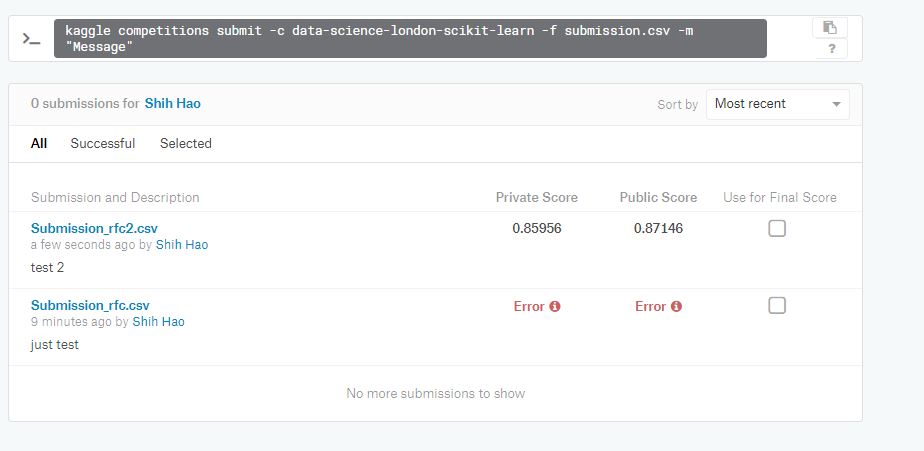 kaggle competitions submit -c data-science-london-scikit-learn -f submission.csv -m
"Message"
?
0 submissions for Shih Hao
Sort by Most recent
All Successful Selected
Submission and Description Private Score Public Score Use for Final Score
Submission_rfc2.csv 0.85956 0.87146
a few seconds ago by Shih Hao
test 2
Submission_rfc.csv Error Error
9 minutes ago by Shih Hao
just test
No more submissions to show